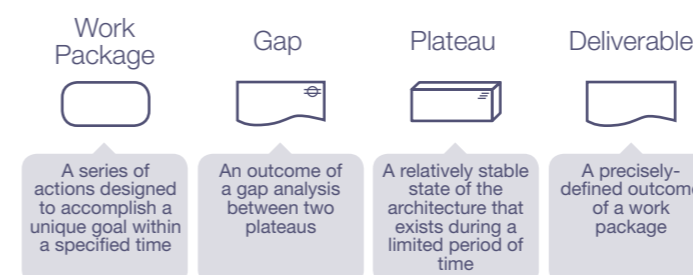 Work
Package
Gap
Plateau
Deliverable
A series of
actions designed
to accomplish a
unique goal within
a specified time
An outcome of
a gap analysis
between two
plateaus
A relatively stable
state of the
architecture that
exists during a
limited period of
time
A precisely-
defined outcome
of a work
package